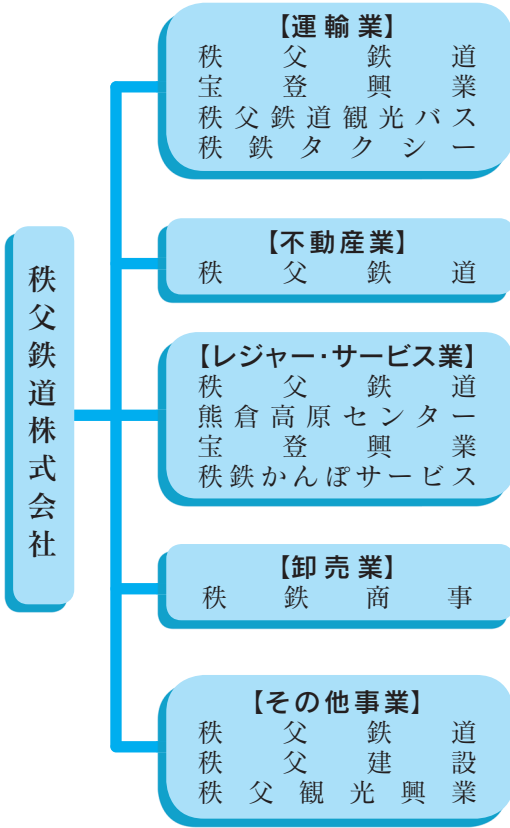 秩父鉄道株式会社
【運輸業】
秩父鉄道
宝登興業
秩父鉄道観光バス
秩鉄タクシー
【不動産業】
秩父鉄道
【レジャー・サービス業】
秩父鉄道
熊倉高原センター
宝登興業
秩鉄かんぽサービス
【卸売業】
秩鉄商事
【その他事業】
秩父鉄道
秩父建設
秩父観光興業